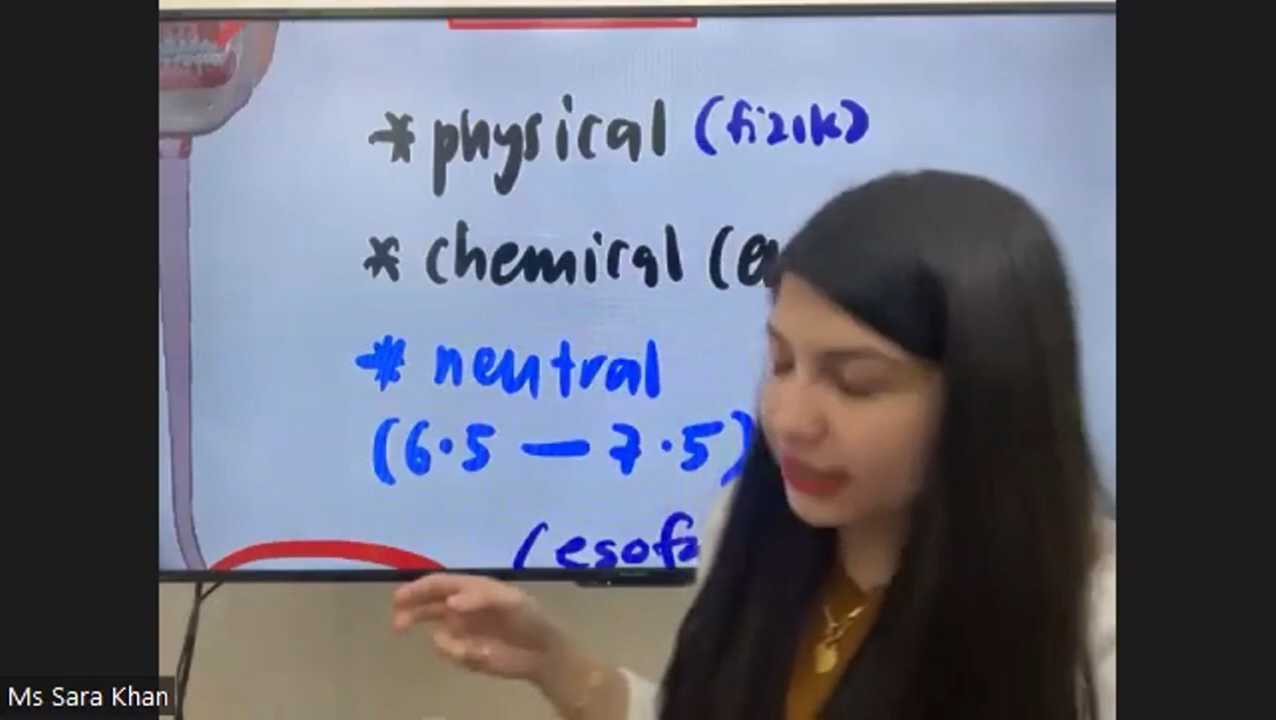 * physical (fizik)
* chemical (
* neutral
(6.5 — 7.5)
Ms Sara Khan